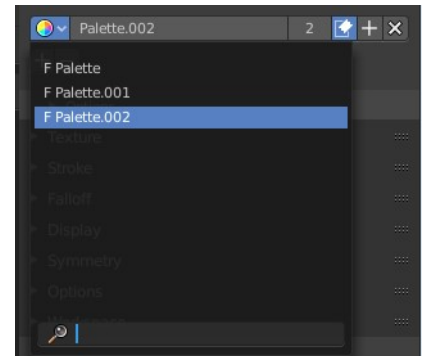 Palette.002 2
F Palette
F Palette.001
F Palette.002
Texture
Stroke
Falloff
Display
Symmetry
Options